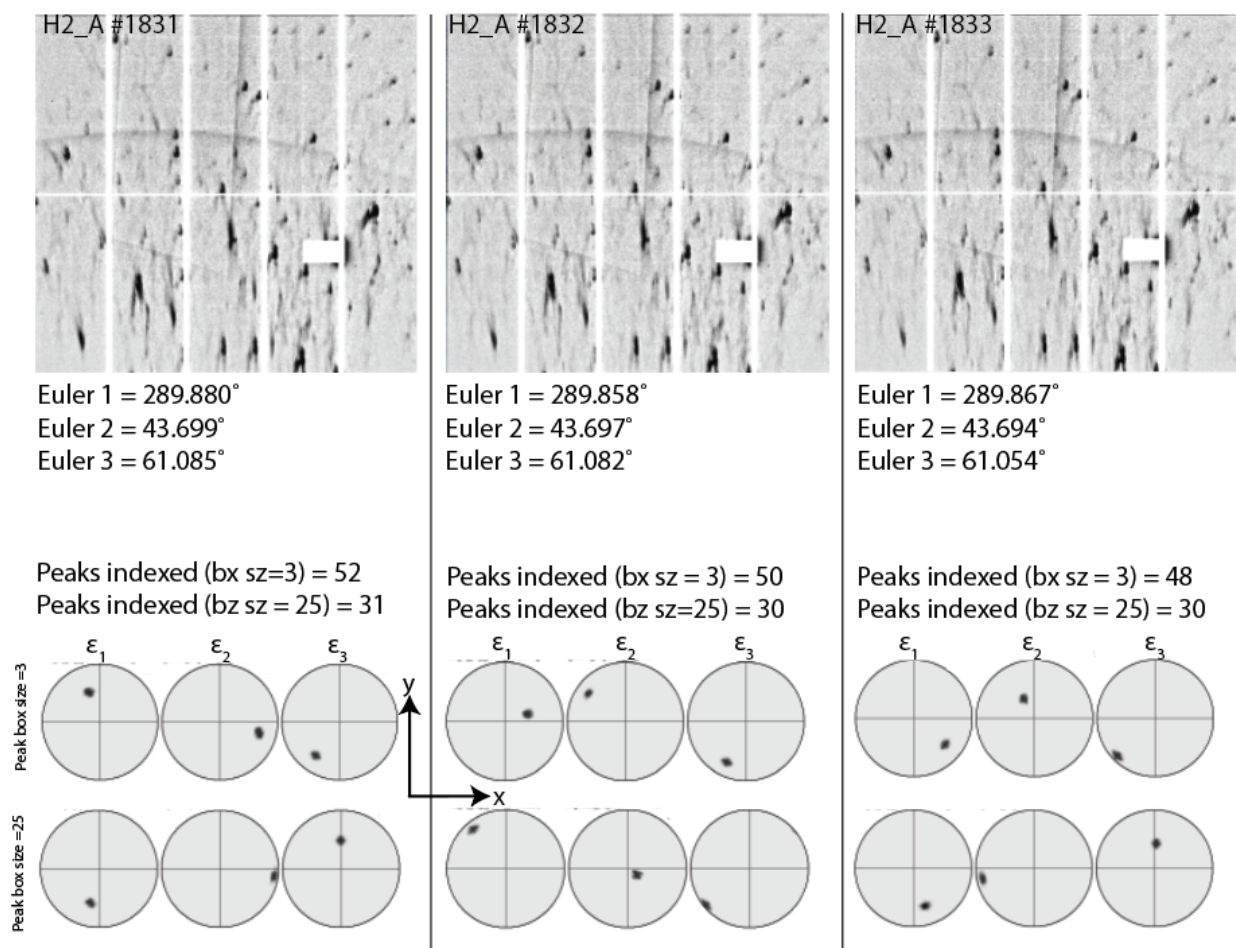 H2_A #1831
Euler 1 = 289.880°
Euler 2 = 43.699°
Euler 3 = 61.085°
Peaks indexed (bx sz=3) = 52
Peaks indexed (bz sz = 25) = 31
H2_A #1832
Euler 1 = 289.858°
Euler 2 = 43.697°
Euler 3 = 61.082°
Peaks indexed (bx sz = 3) = 50
Peaks indexed (bz sz=25) = 30
H2_A #1833
Euler 1 = 289.867°
Euler 2 = 43.694°
Euler 3 = 61.054°
Peaks indexed (bx sz = 3) = 48
Peaks indexed (bz sz = 25) = 30
ε1 ε2 ε3 ε1 ε2 ε3 ε1 ε2 ε3
Peak box size =3
y
x
Peak box size =25